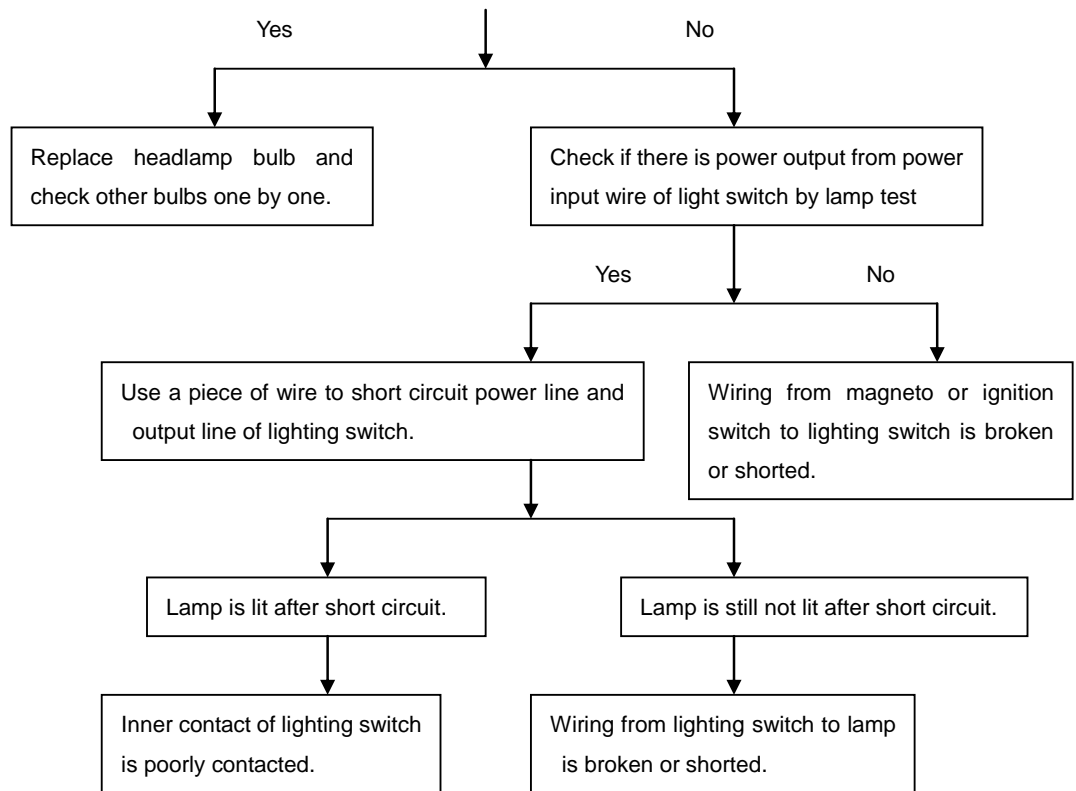 Yes
No
Replace headlamp bulb and
check other bulbs one by one.
Check if there is power output from power
input wire of light switch by lamp test
Yes
No
Use a piece of wire to short circuit power line and
output line of lighting switch.
Wiring from magneto or ignition
switch to lighting switch is broken
or shorted.
Lamp is lit after short circuit.
Lamp is still not lit after short circuit.
Inner contact of lighting switch
is poorly contacted.
Wiring from lighting switch to lamp
is broken or shorted.